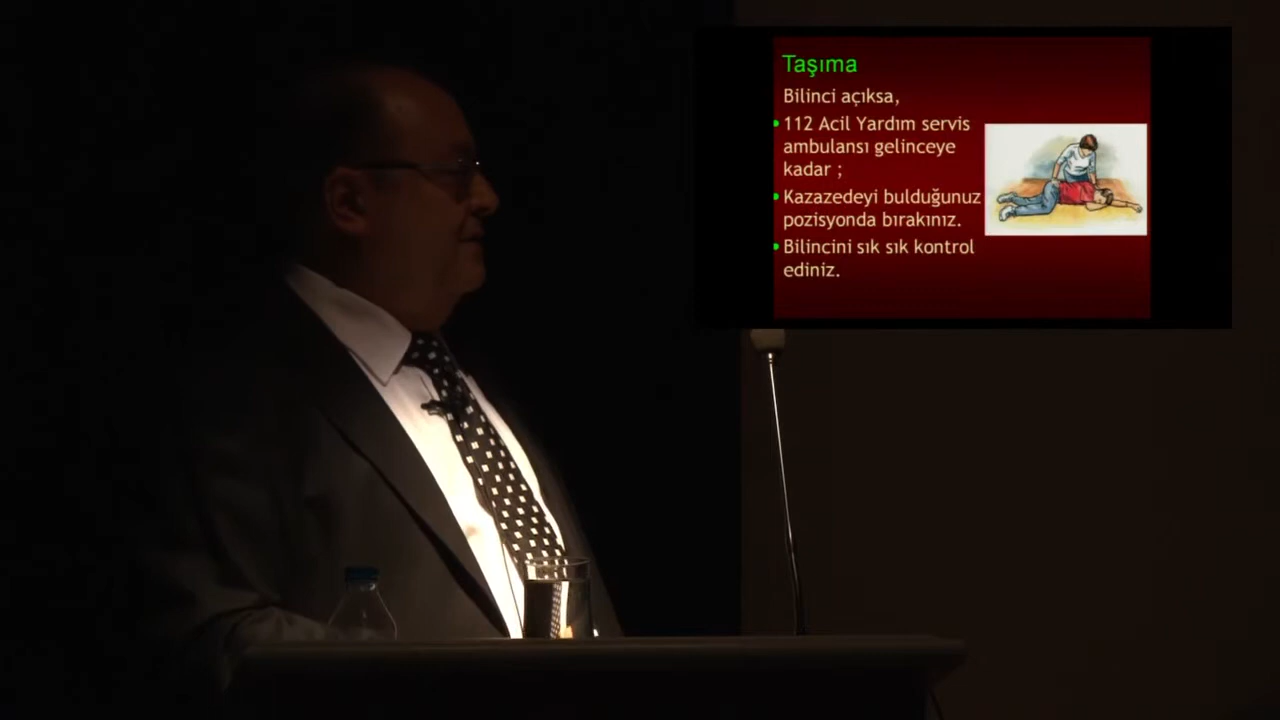 Taşıma
Bilinci açıksa,
112 Acil Yardım servis
ambulansı gelinceye
kadar ;
Kazazedeyi bulduğunuz
pozisyonda bırakınız.
Bilincini sık sık kontrol
ediniz.